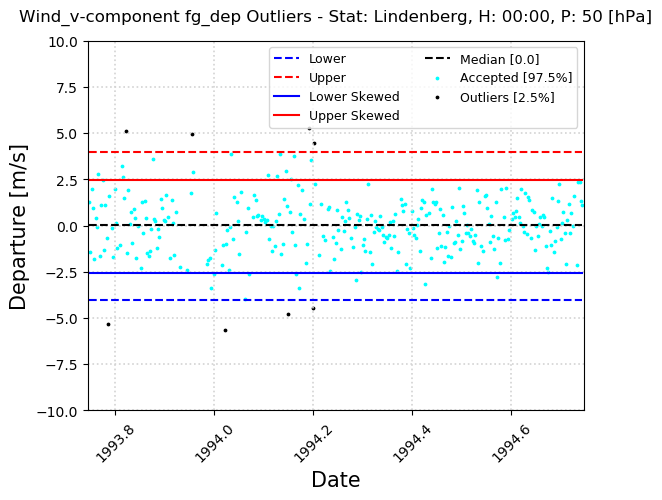 Wind_v-component fg_dep Outliers - Stat: Lindenberg, H: 00:00, P: 50 [hPa]
10.0
7.5
5.0
2.5
0.0
−2.5
−5.0
−7.5
−10.0
Departure [m/s]
Lower
Upper
Lower Skewed
Upper Skewed
Median [0.0]
Accepted [97.5%]
Outliers [2.5%]
1993.8
1994.0
1994.2
1994.4
1994.6
Date